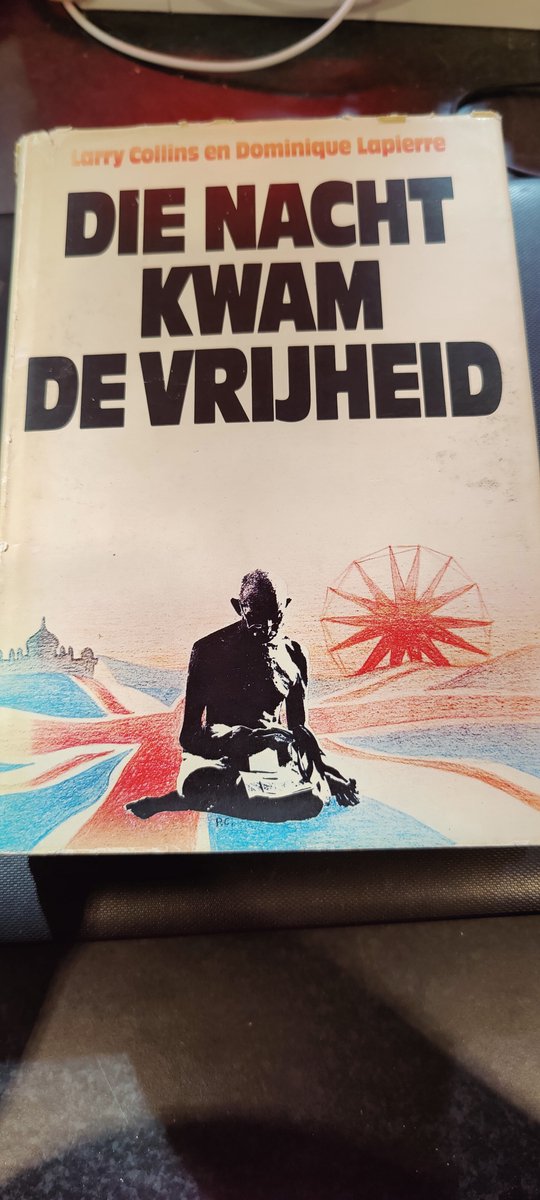 Larry Collins en Dominique Lapierre
DIE NACHT
KWAM
DE VRIJHEID